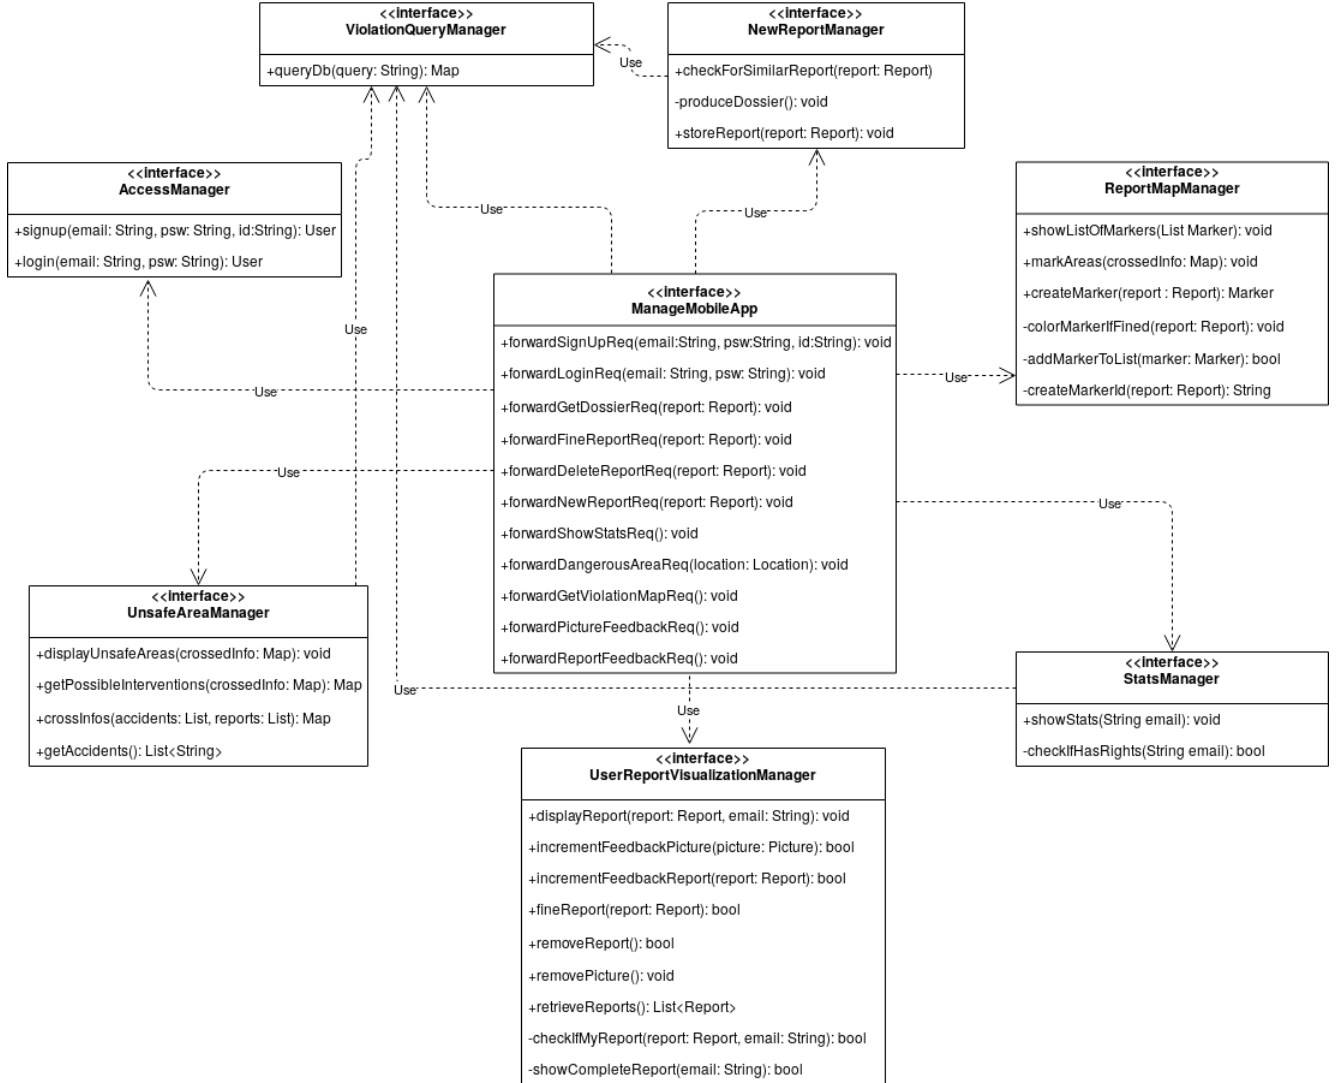 <<interface>>
ViolationQueryManager
+queryDb(query: String): Map
<<interface>>
NewReportManager
+checkForSimilarReport(report: Report)
-produceDossier(): void
+storeReport(report: Report): void
Use
<<interface>>
AccessManager
+signup(email: String, psw: String, id:String): User
+login(email: String, psw: String): User
<<interface>>
ReportMapManager
+showListOfMarkers(List Marker): void
+markAreas(crossedInfo: Map): void
+createMarker(report : Report): Marker
-colorMarkerIfFined(report: Report): void
-addMarkerToList(marker: Marker): bool
-createMarkerId(report: Report): String
Use
Use
Use
Use
Use
<<interface>>
ManageMobileApp
+forwardSignUpReq(email:String, psw:String, id:String): void
+forwardLoginReq(email: String, psw: String): void
+forwardGetDossierReq(report: Report): void
+forwardFineReportReq(report: Report): void
+forwardDeleteReportReq(report: Report): void
+forwardNewReportReq(report: Report): void
+forwardShowStatsReq(): void
+forwardDangerousAreaReq(location: Location): void
+forwardGetViolationMapReq(): void
+forwardPictureFeedbackReq(): void
+forwardReportFeedbackReq(): void
Use
Use
<<interface>>
UnsafeAreaManager
+displayUnsafeAreas(crossedInfo: Map): void
+getPossibleInterventions(crossedInfo: Map): Map
+crossInfos(accidents: List, reports: List): Map
+getAccidents(): List<String>
<<interface>>
StatsManager
+showStats(String email): void
-checkIfHasRights(String email): bool
Use
Use
<<interface>>
UserReportVisualizationManager
+displayReport(report: Report, email: String): void
+incrementFeedbackPicture(picture: Picture): bool
+incrementFeedbackReport(report: Report): bool
+fineReport(report: Report): bool
+removeReport(): bool
+removePicture(): void
+retrieveReports(): List<Report>
-checkIfMyReport(report: Report, email: String): bool
-showCompleteReport(email: String): bool